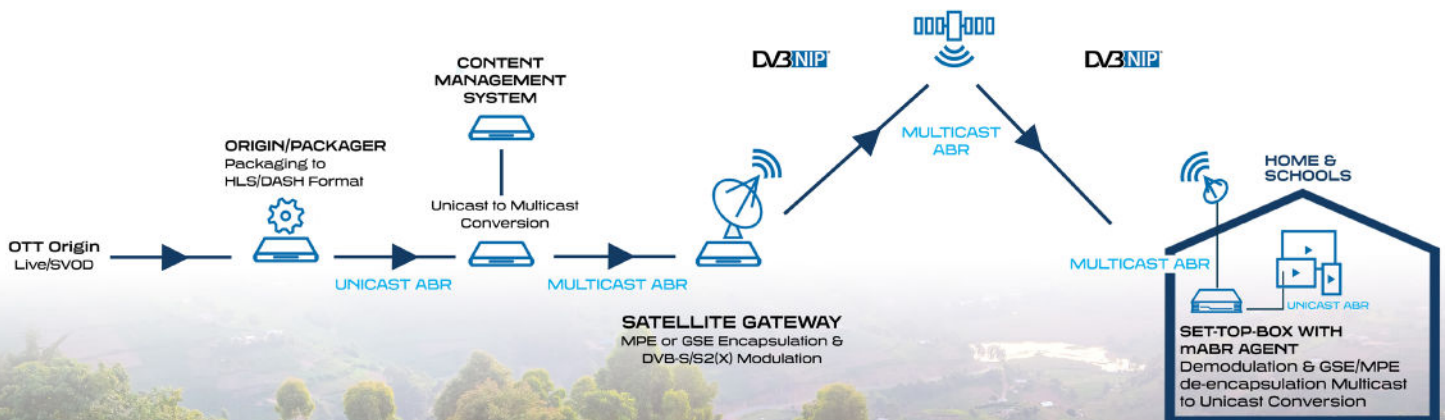 OTT Origin
Live/SVOD
ORIGIN/PACKAGER
Packaging to
HLS/DASH Format
UNICAST ABR
CONTENT
MANAGEMENT
SYSTEM
Unicast to Multicast
Conversion
MULTICAST ABR
SATELLITE GATEWAY
MPE or GSE Encapsulation &
DVB-S/S2(X) Modulation
DVB NIP
MULTICAST
ABR
DVB NIP
MULTICAST ABR
HOME &
SCHOOLS
UNICAST ABR
SET-TOP-BOX WITH
mABR AGENT
Demodulation & GSE/MPE
de-encapsulation Multicast
to Unicast Conversion